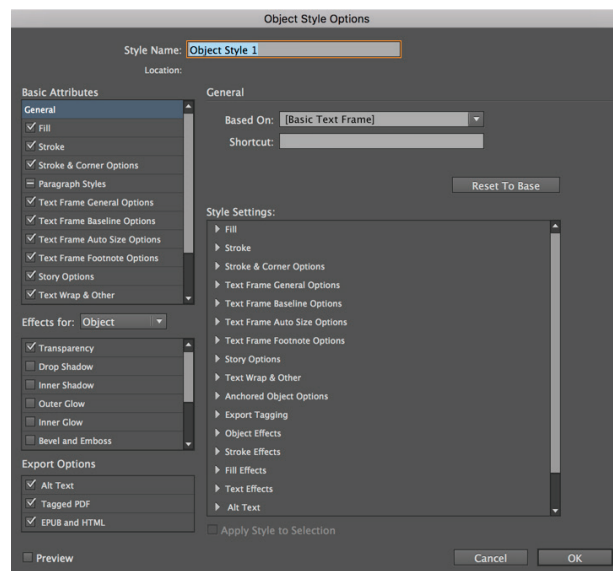 Object Style Options
Style Name: Object Style 1
Location:
Basic Attributes
General
Fill
Stroke
Stroke & Corner Options
Paragraph Styles
Text Frame General Options
Text Frame Baseline Options
Text Frame Auto Size Options
Text Frame Footnote Options
Story Options
Text Wrap & Other
Effects for: Object
Transparency
Drop Shadow
Inner Shadow
Outer Glow
Inner Glow
Bevel and Emboss
Export Options
Alt Text
Tagged PDF
EPUB and HTML
Preview
General
Based On: [Basic Text Frame]
Shortcut:
Reset To Base
Style Settings:
Fill
Stroke
Stroke & Corner Options
Text Frame General Options
Text Frame Baseline Options
Text Frame Auto Size Options
Text Frame Footnote Options
Story Options
Text Wrap & Other
Anchored Object Options
Export Tagging
Object Effects
Stroke Effects
Fill Effects
Text Effects
Alt Text
Apply Style to Selection
Cancel
OK